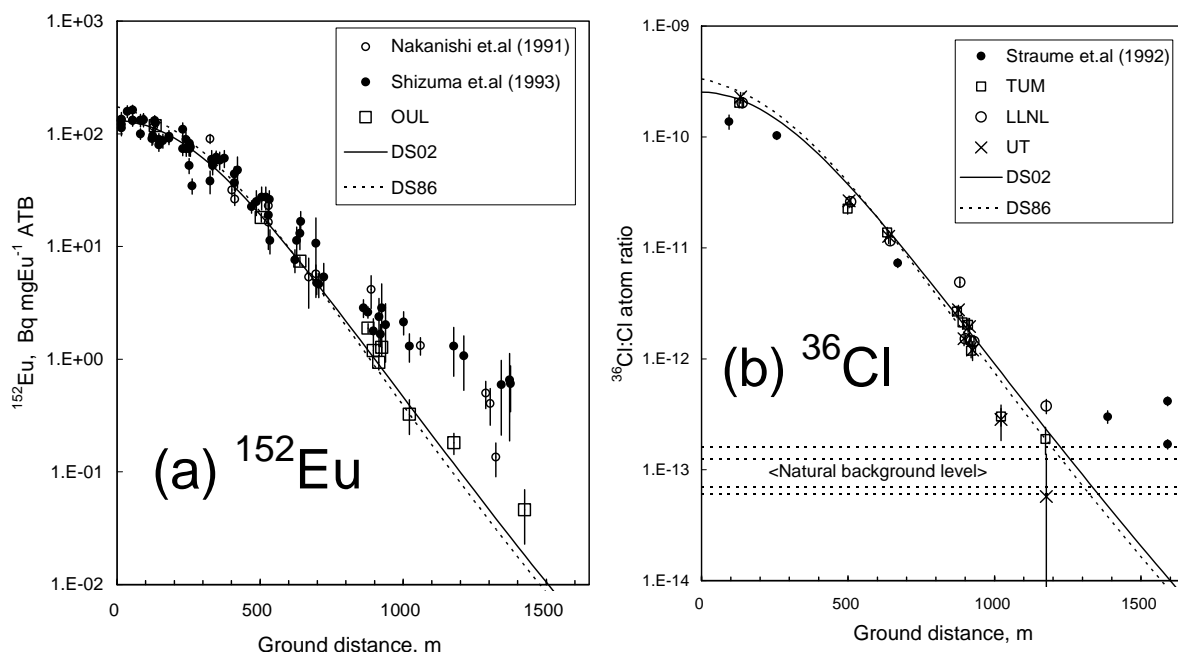 1.E+03
1.E+02
1.E+01
1.E+00
1.E-01
1.E-02
¹⁵²Eu, Bq mgEu⁻¹ ATB
Nakanishi et.al (1991)
Shizuma et.al (1993)
OUL
DS02
DS86
(a) ¹⁵²Eu
0 500 1000 1500
Ground distance, m
1.E-09
1.E-10
1.E-11
1.E-12
1.E-13
1.E-14
³⁶Cl:Cl atom ratio
Straume et.al (1992)
TUM
LLNL
UT
DS02
DS86
(b) ³⁶Cl
<Natural background level>
0 500 1000 1500
Ground distance, m